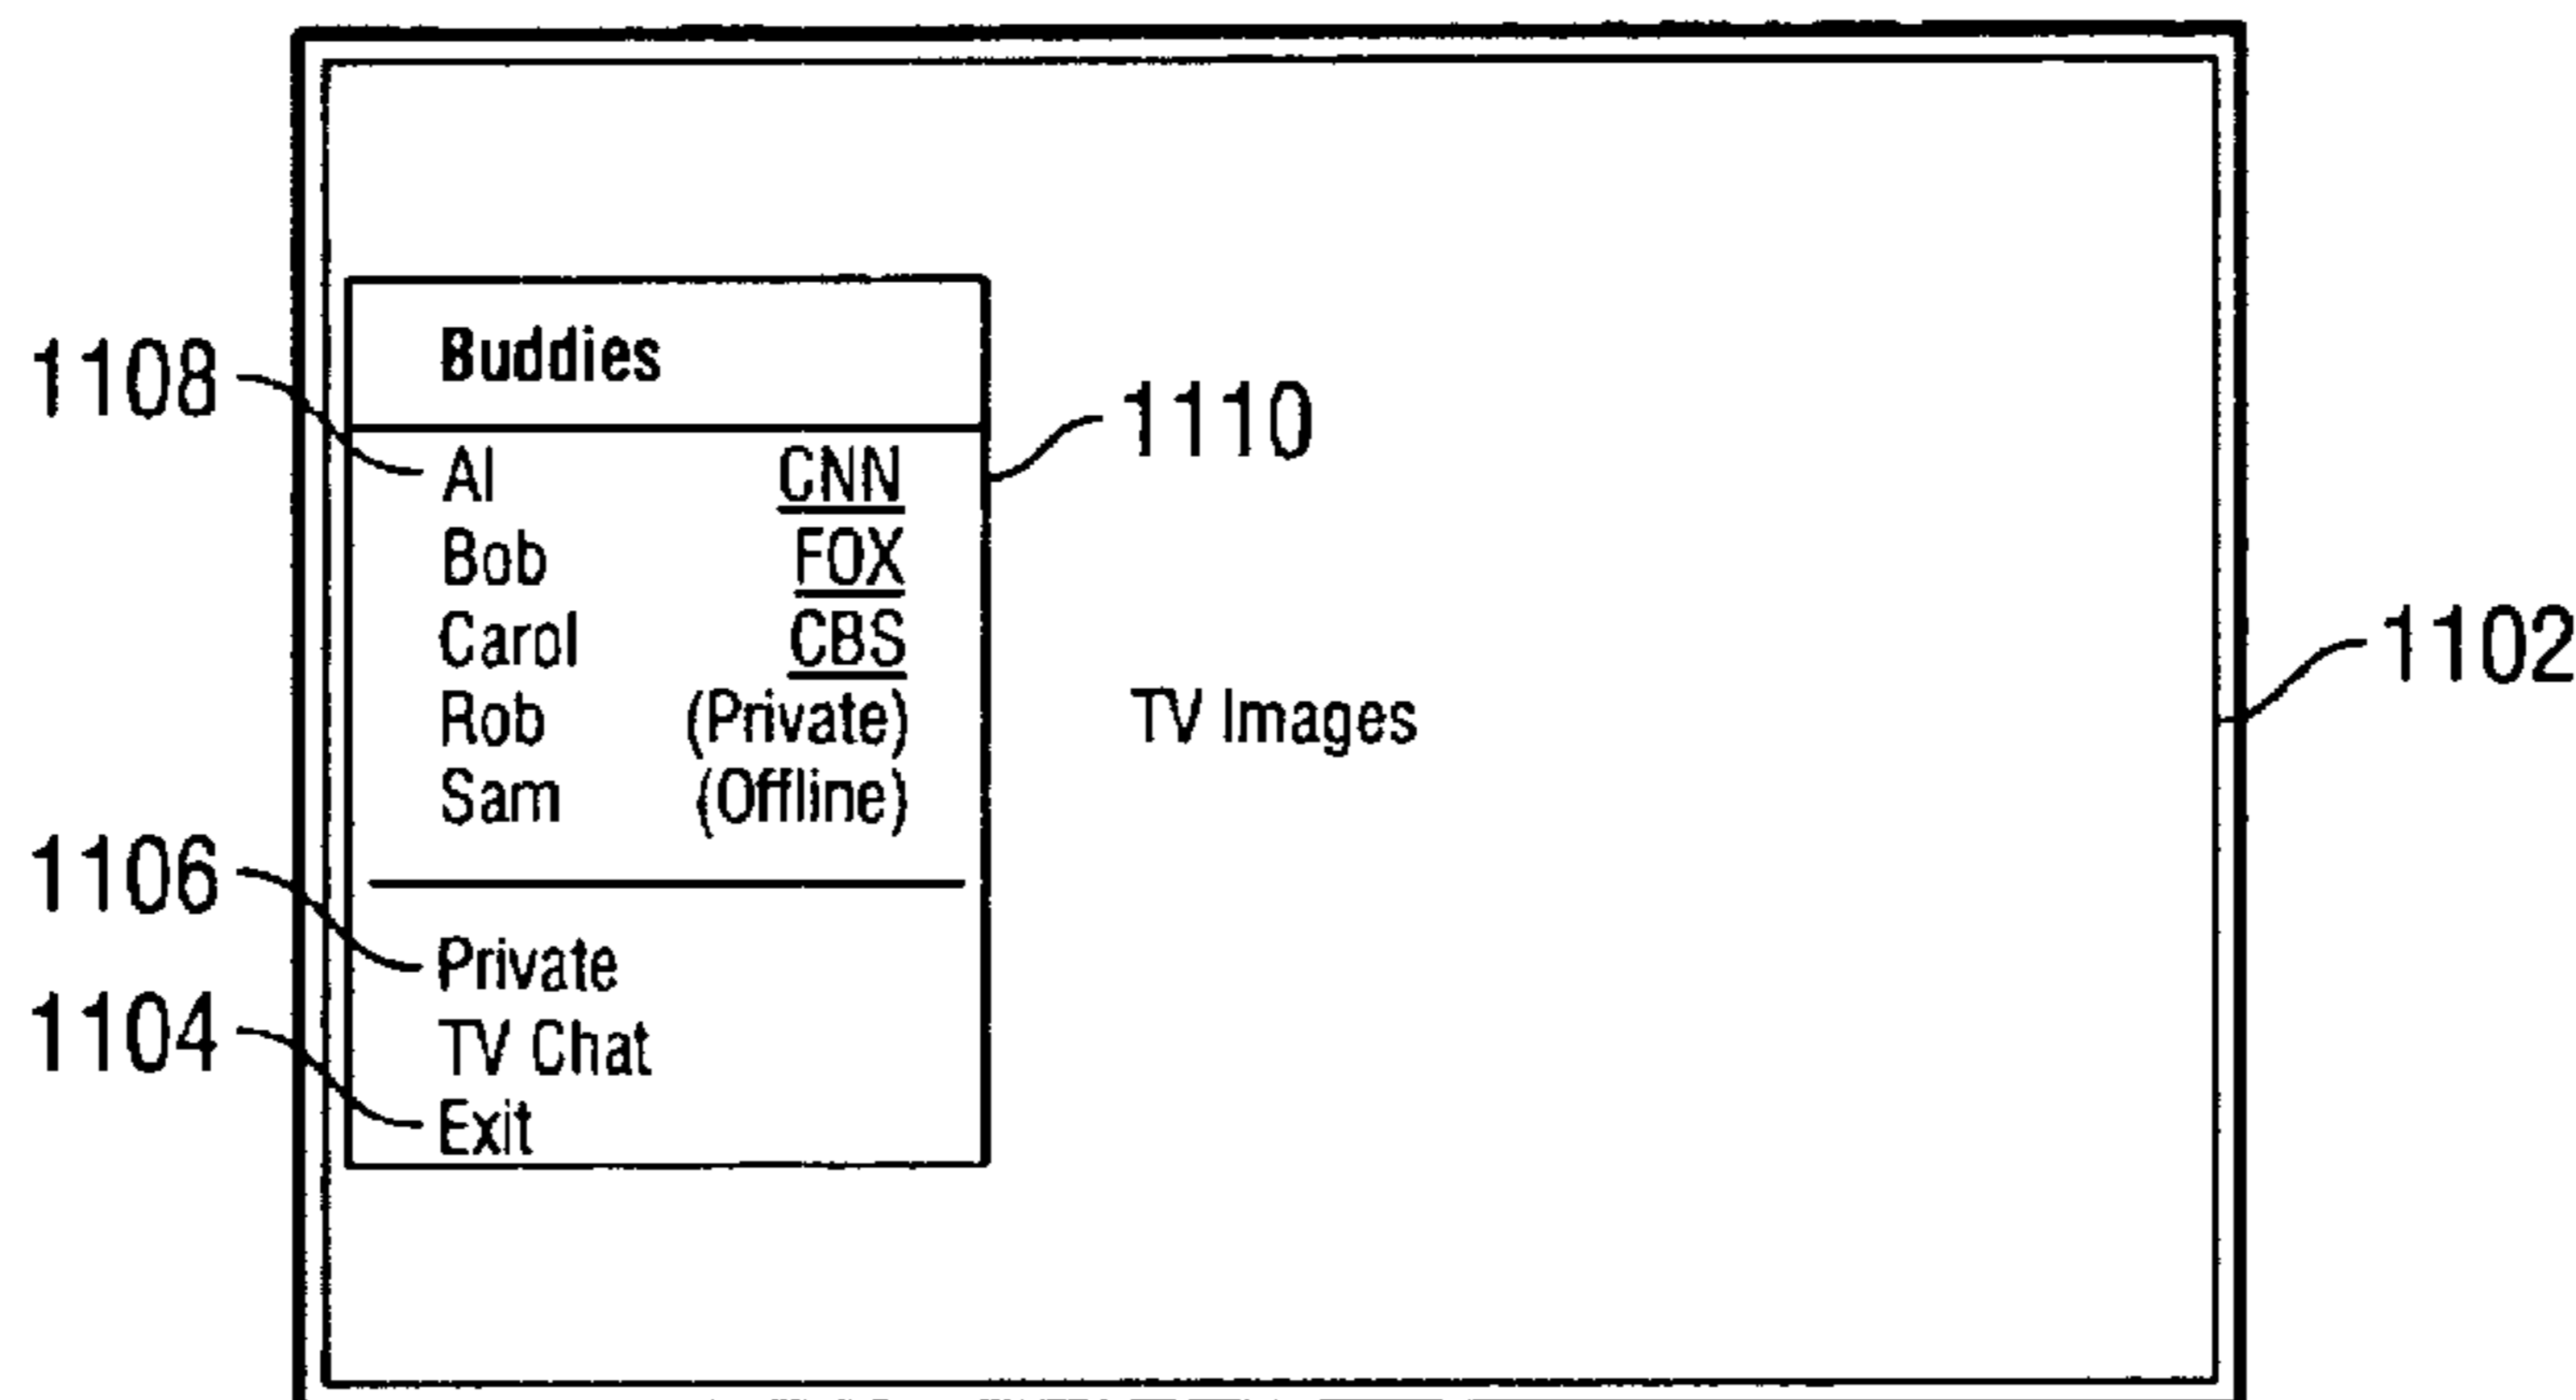 Buddies
1108
1110
Al CNN
Bob FOX
Carol CBS
1102
Rob (Private)
TV Images
Sam (Offline)
1106
Private
1104
TV Chat
Exit